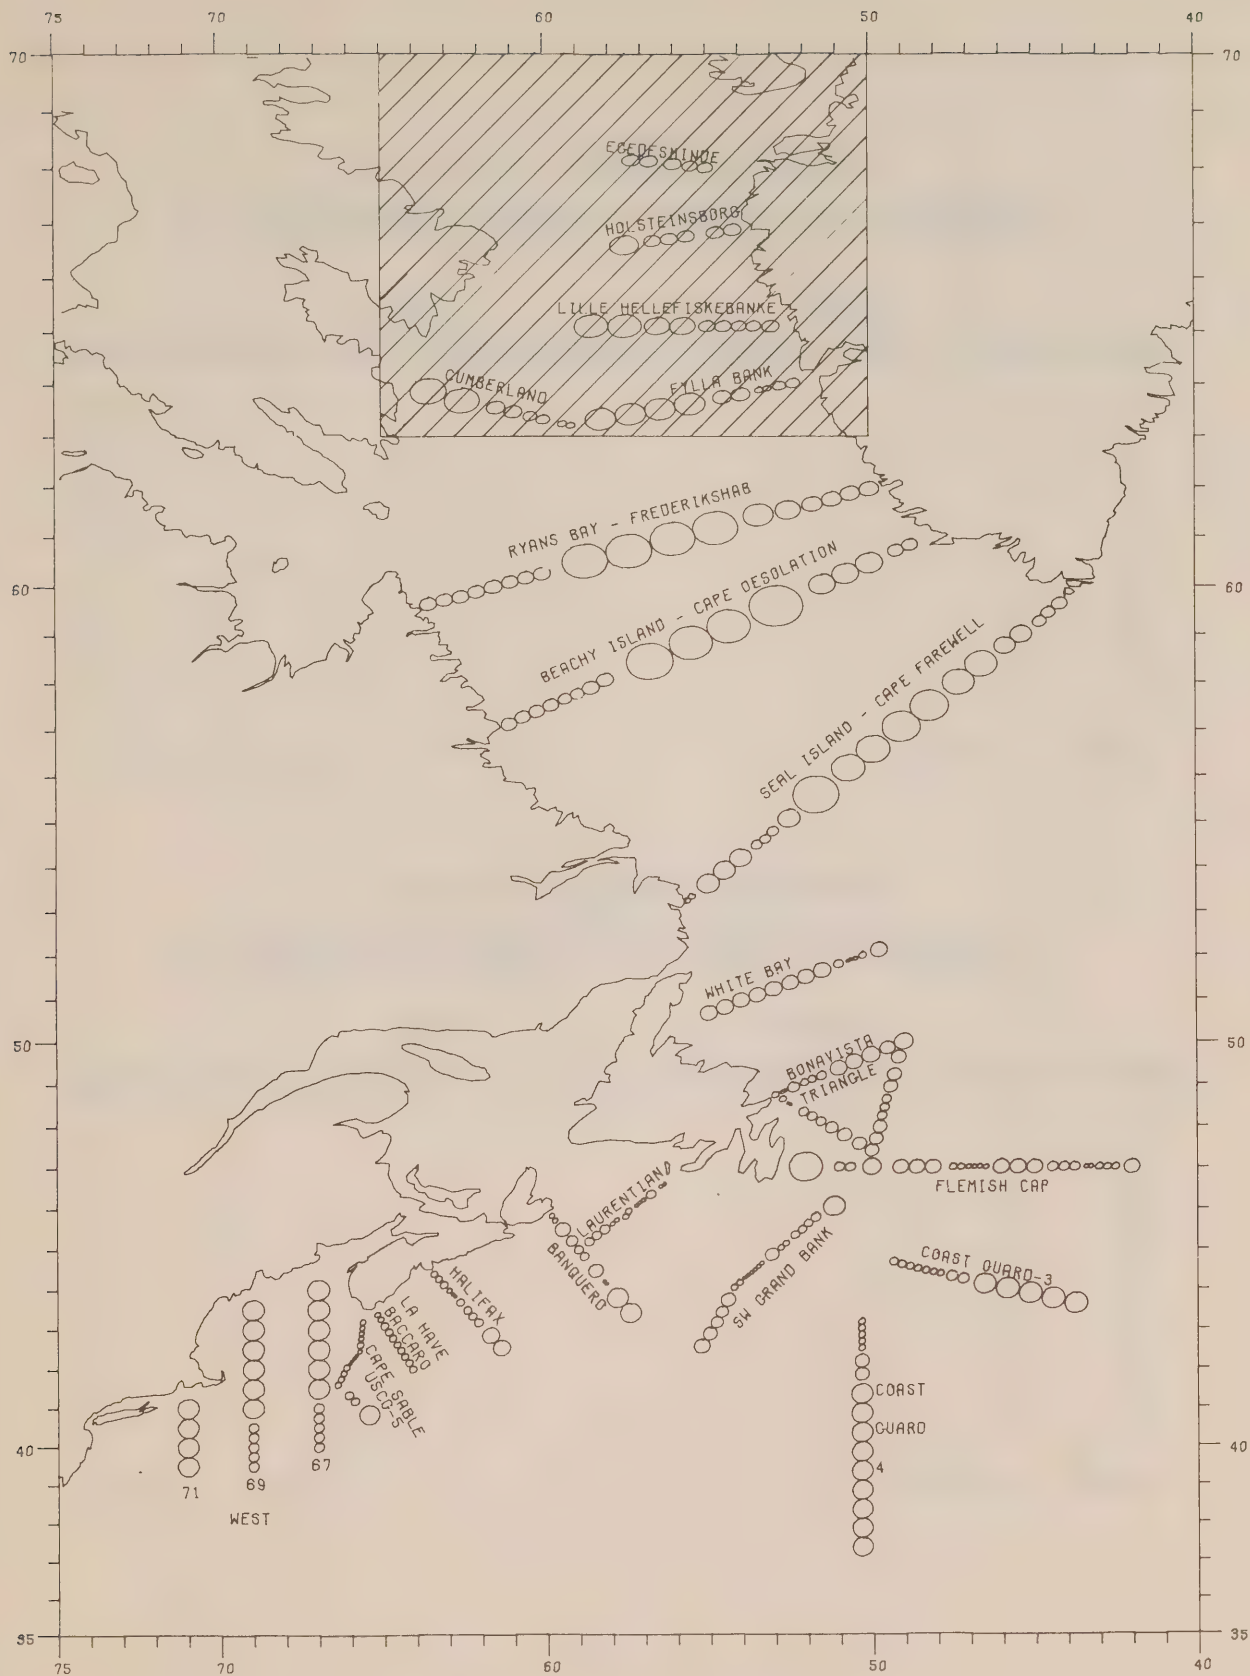 75 70 60 50 40
70 70
EGEDESMINDE
HOLSTEINSBORG
LILLE HELLEFISKEBANKE
CUMBERLAND
FYLLA BANK
RYANS BAY - FREDERIKSHAB
BEACHY ISLAND - CAPE DESOLATION
60 60
SEAL ISLAND - CAPE FAREWELL
WHITE BAY
50 50
BONAVISTA
TRIANGLE
FLEMISH CAP
LAURENTIAND
BANQUERO
SW GRAND BANK
COAST GUARD-3
HALIFAX
LA HAVE
BACCARO
CAPE SABLE
USCG-5
COAST
GUARD
4
40 40
71
69
67
WEST
35 35
75 70 60 50 40